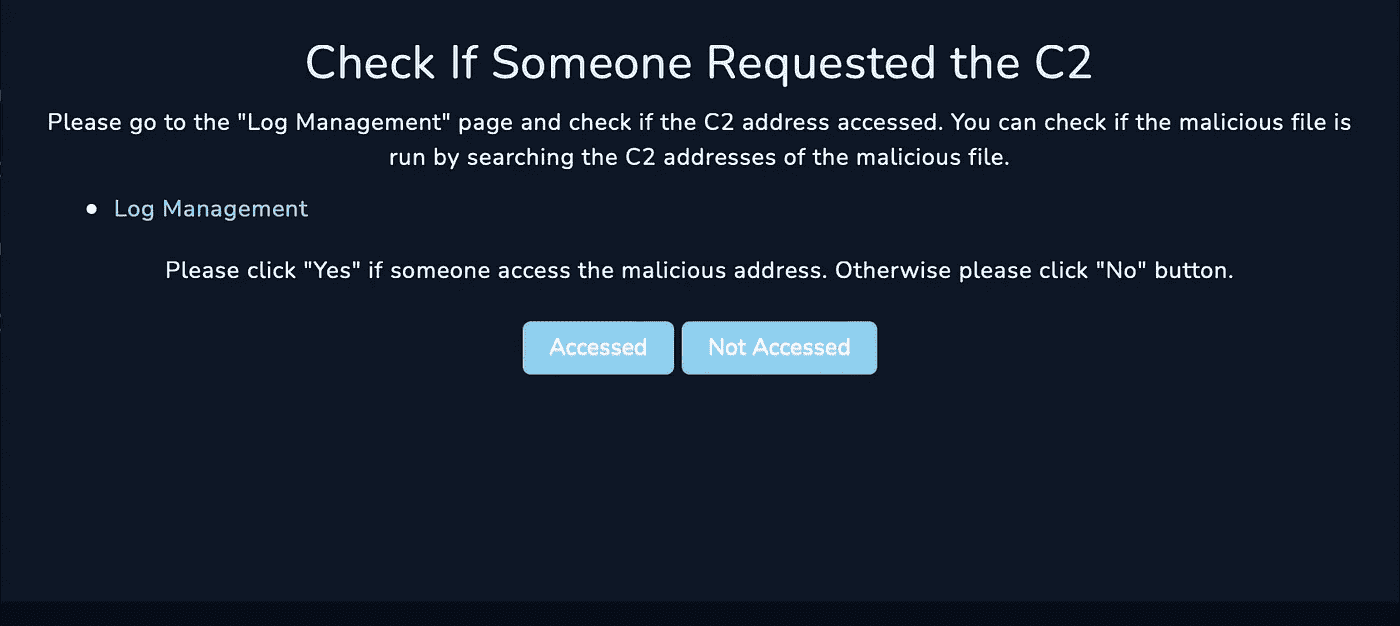 Check If Someone Requested the C2
Please go to the "Log Management" page and check if the C2 address accessed. You can check if the malicious file is
run by searching the C2 addresses of the malicious file.
Log Management
Please click "Yes" if someone access the malicious address. Otherwise please click "No" button.
Accessed
Not Accessed